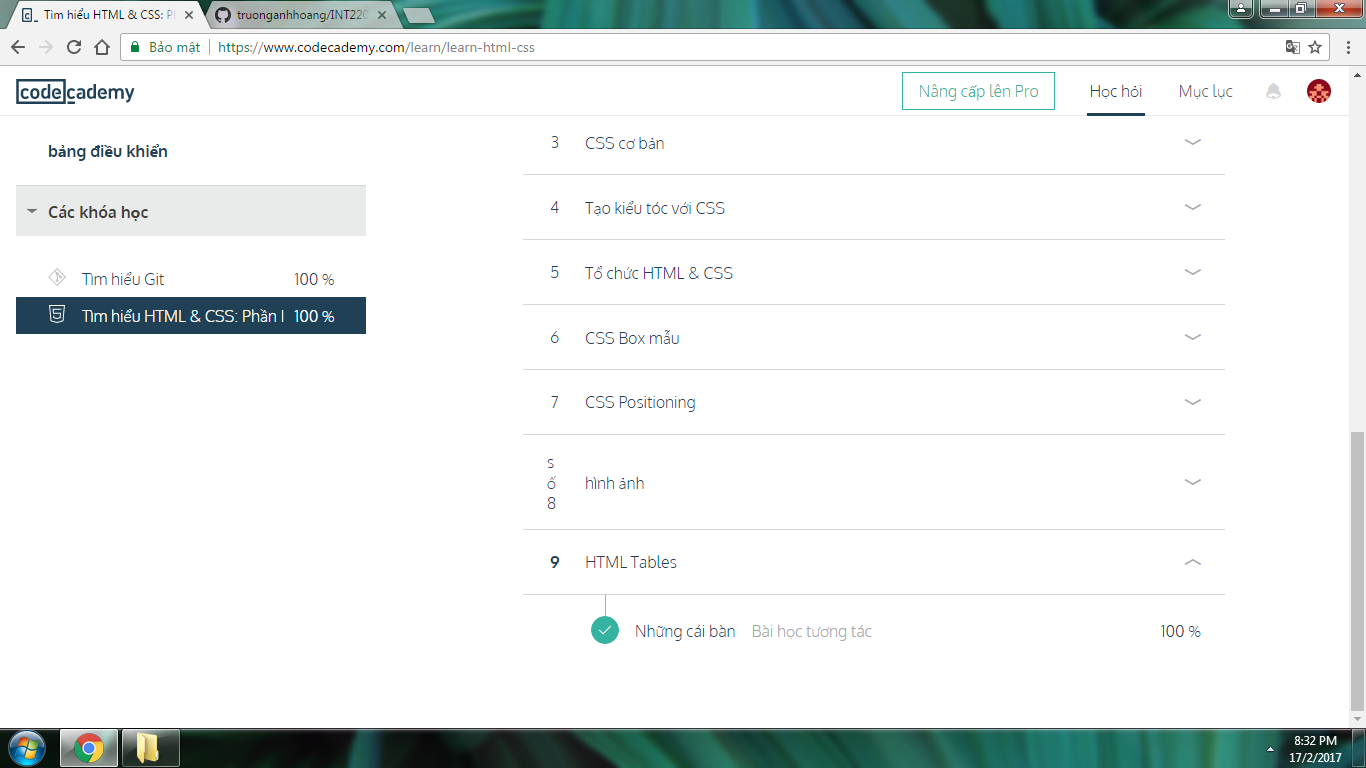 Tìm hiểu HTML & CSS: P
truonganhhoang/INT220
Bảo mật
https://www.codecademy.com/learn/learn-html-css
codecademy
Nâng cấp lên Pro
Học hỏi
Mục lục
bảng điều khiển
Các khóa học
Tìm hiểu Git 100 %
Tìm hiểu HTML & CSS: Phần I 100 %
3 CSS cơ bản
4 Tạo kiểu tóc với CSS
5 Tổ chức HTML & CSS
6 CSS Box mẫu
7 CSS Positioning
số 8 hình ảnh
9 HTML Tables
Những cái bàn Bài học tương tác 100 %
8:32 PM
17/2/2017